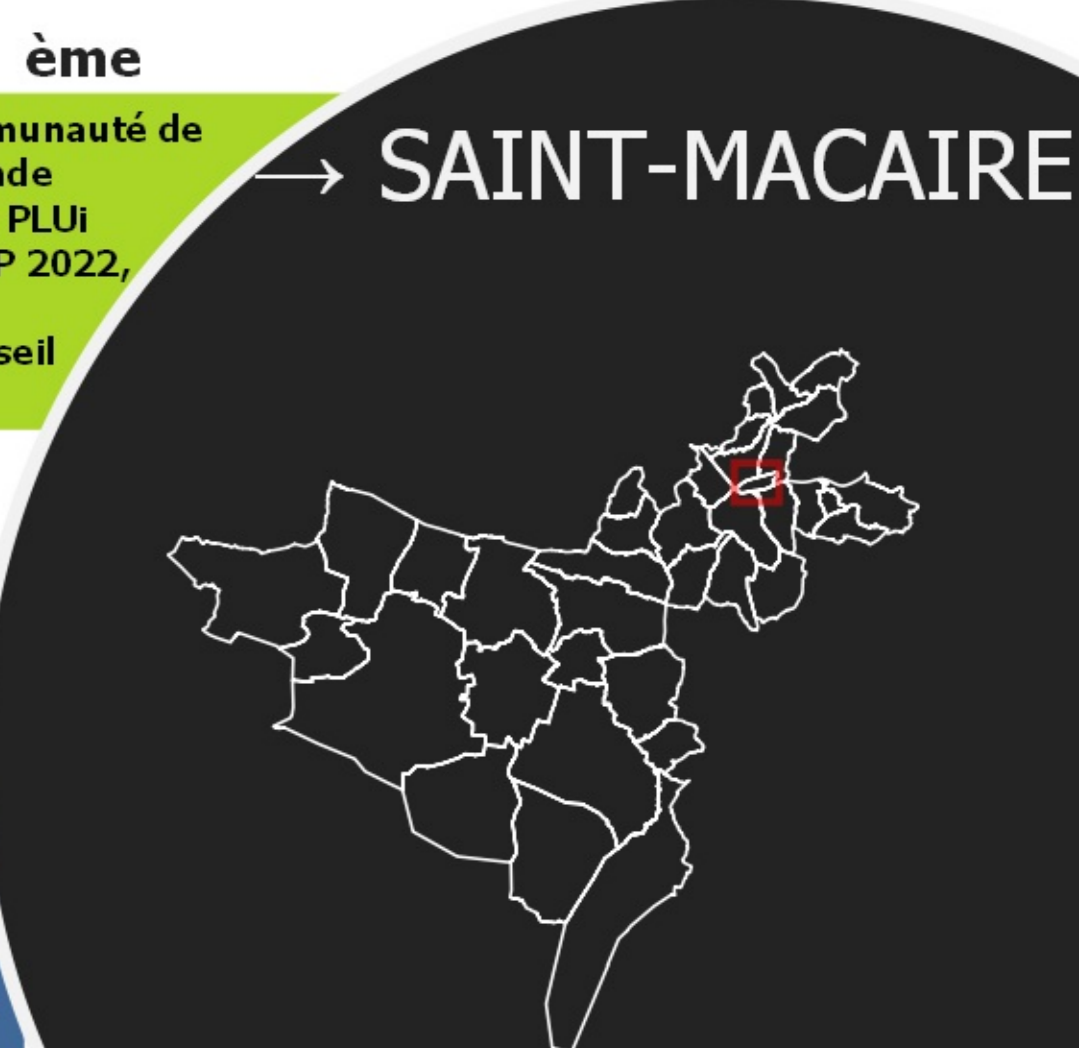 ème
munauté de
→ SAINT-MACAIRE
nde
PLUi
P 2022,
seil